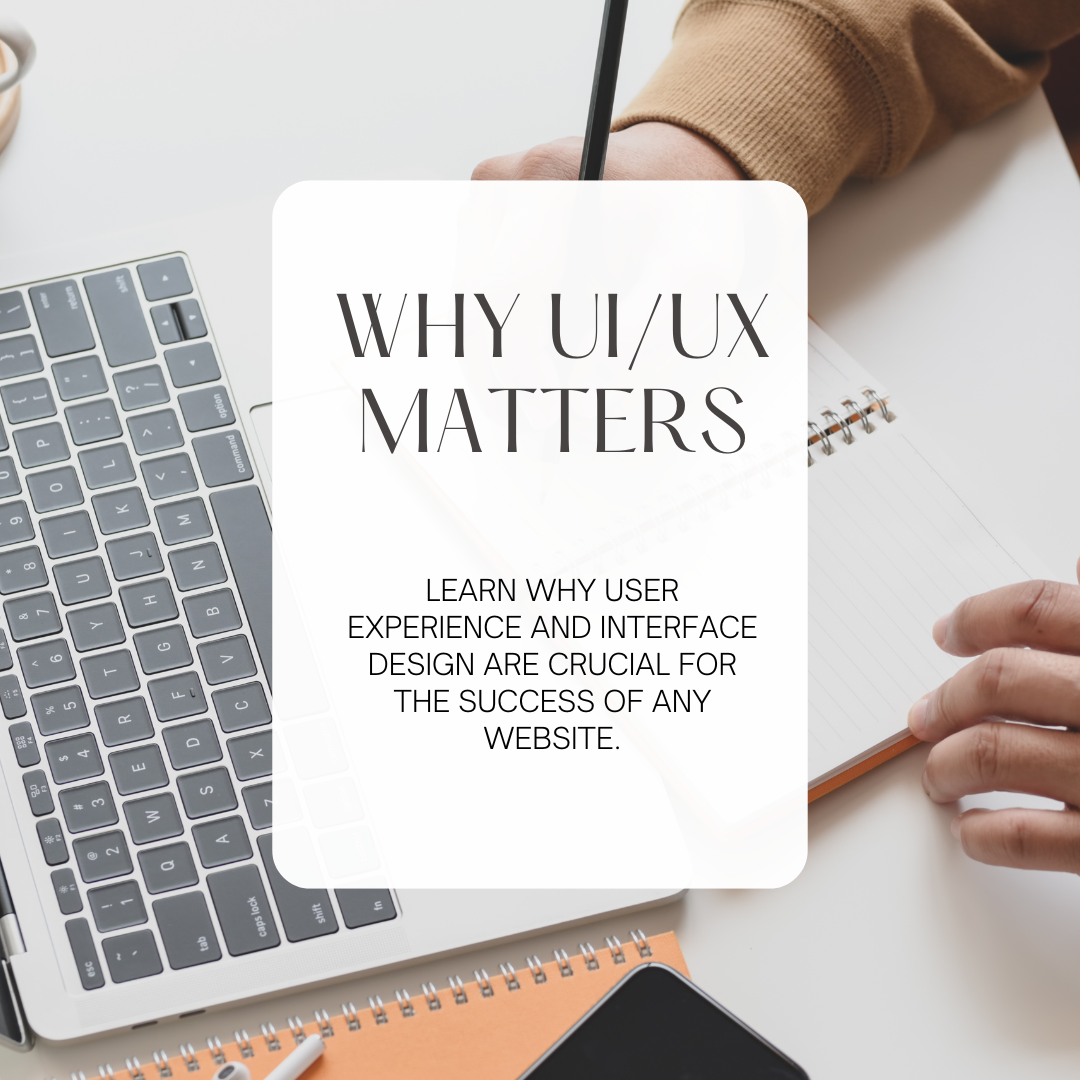 WHY UI/UX
MATTERS
LEARN WHY USER
EXPERIENCE AND INTERFACE
DESIGN ARE CRUCIAL FOR
THE SUCCESS OF ANY
WEBSITE.